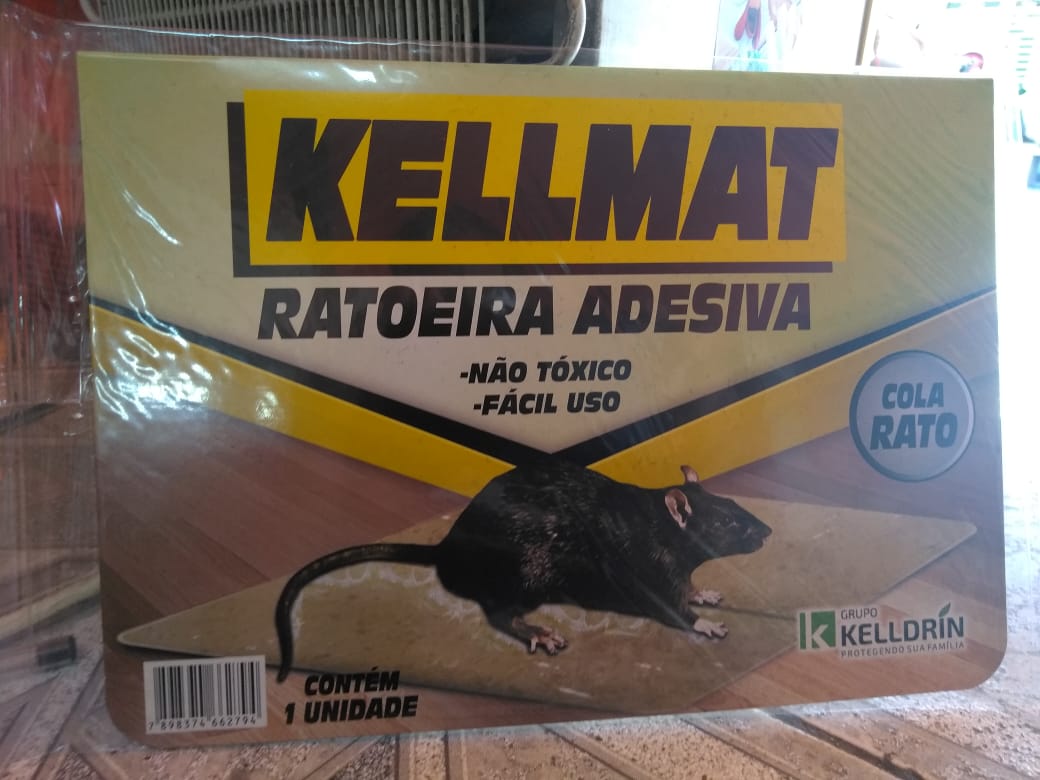 KELLMAT
RATOEIRA ADESIVA
-NÃO TÓXICO
-FÁCIL USO
COLA
RATO
GRUPO
KELLDRÍN
PROTEGENDO SUA FAMÍLIA
CONTÉM
1 UNIDADE
7 898374 662794